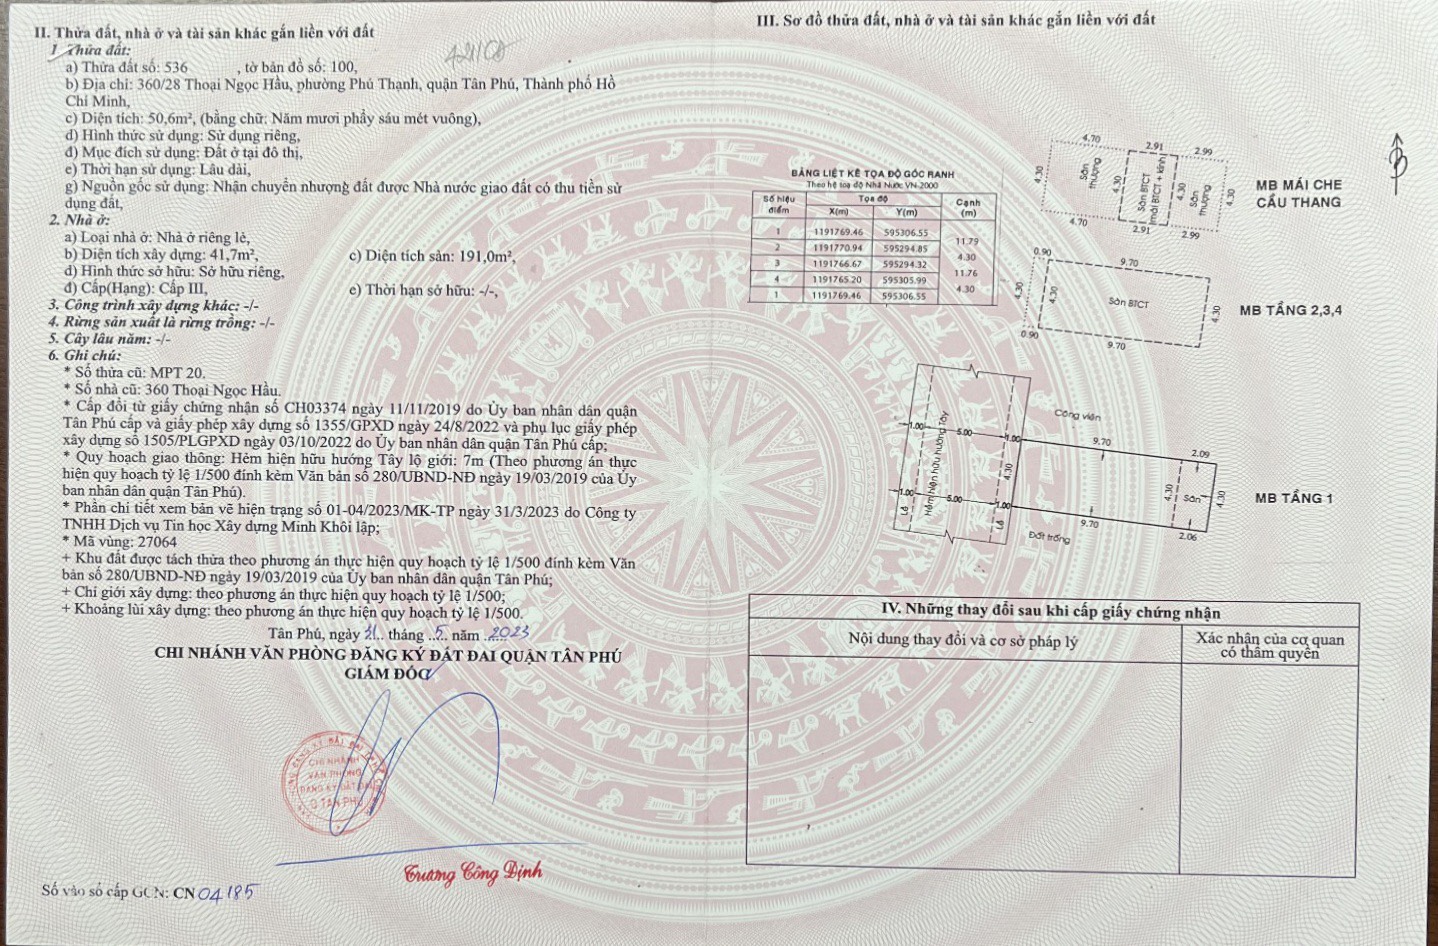 II. Thửa đất, nhà ở và tài sản khác gắn liền với đất
1. Thửa đất:
a) Thửa đất số: 536 , tờ bản đồ số: 100,
b) Địa chỉ: 360/28 Thoại Ngọc Hầu, phường Phú Thạnh, quận Tân Phú, Thành phố Hồ
Chí Minh,
c) Diện tích: 50,6m², (bằng chữ: Năm mươi phẩy sáu mét vuông),
d) Hình thức sử dụng: Sử dụng riêng,
đ) Mục đích sử dụng: Đất ở tại đô thị,
e) Thời hạn sử dụng: Lâu dài,
g) Nguồn gốc sử dụng: Nhận chuyển nhượng đất được Nhà nước giao đất có thu tiền sử
dụng đất,
2. Nhà ở:
a) Loại nhà ở: Nhà ở riêng lẻ,
b) Diện tích xây dựng: 41,7m², c) Diện tích sàn: 191,0m²,
d) Hình thức sở hữu: Sở hữu riêng,
đ) Cấp(Hạng): Cấp III, e) Thời hạn sở hữu: -/-,
3. Công trình xây dựng khác: -/-
4. Rừng sản xuất là rừng trồng: -/-
5. Cây lâu năm: -/-
6. Ghi chú:
* Số thửa cũ: MPT 20.
* Số nhà cũ: 360 Thoại Ngọc Hầu.
* Cấp đổi từ giấy chứng nhận số CH03374 ngày 11/11/2019 do Ủy ban nhân dân quận
Tân Phú cấp và giấy phép xây dựng số 1355/GPXD ngày 24/8/2022 và phụ lục giấy phép
xây dựng số 1505/PLGPXD ngày 03/10/2022 do Ủy ban nhân dân quận Tân Phú cấp;
* Quy hoạch giao thông: Hẻm hiện hữu hướng Tây lộ giới: 7m (Theo phương án thực
hiện quy hoạch tỷ lệ 1/500 đính kèm Văn bản số 280/UBND-NĐ ngày 19/03/2019 của Ủy
ban nhân dân quận Tân Phú).
* Phần chi tiết xem bản vẽ hiện trạng số 01-04/2023/MK-TP ngày 31/3/2023 do Công ty
TNHH Dịch vụ Tin học Xây dựng Minh Khôi lập;
* Mã vùng: 27064
+ Khu đất được tách thửa theo phương án thực hiện quy hoạch tỷ lệ 1/500 đính kèm Văn
bản số 280/UBND-NĐ ngày 19/03/2019 của Ủy ban nhân dân quận Tân Phú;
+ Chỉ giới xây dựng: theo phương án thực hiện quy hoạch tỷ lệ 1/500;
+ Khoảng lùi xây dựng: theo phương án thực hiện quy hoạch tỷ lệ 1/500.
Tân Phú, ngày 31. tháng ..5. năm ..2023
CHI NHÁNH VĂN PHÒNG ĐĂNG KÝ ĐẤT ĐAI QUẬN TÂN PHÚ
GIÁM ĐỐC
CHI NHÁNH
VĂN PHÒNG
ĐĂNG KÝ ĐẤT ĐAI
Q.TÂN PHÚ
Trương Công Định
Số vào sổ cấp GCN: CN 04185
III. Sơ đồ thửa đất, nhà ở và tài sản khác gắn liền với đất
BẢNG LIỆT KÊ TỌA ĐỘ GÓC RANH
Theo hệ tọa độ Nhà Nước VN-2000
Số hiệu điểm Tọa độ Cạnh (m)
X(m) Y(m)
1 1191769.46 595306.55
11.79
2 1191770.94 595294.85
4.30
3 1191766.67 595294.32
11.76
4 1191765.20 595305.99
4.30
1 1191769.46 595306.55
4.70 2.91 2.99
4.30 Sân thượng 4.30 Sàn BTCT (mái BTCT + kính) 4.30 Sân thượng 4.30
4.70 2.91 2.99
MB MÁI CHE
CẦU THANG
0.90 9.70
4.30 4.30 Sàn BTCT 4.30
0.90 9.70
MB TẦNG 2,3,4
Công viên
1.00 5.00 1.00 9.70 2.09
Hẻm hiện hữu hướng Tây
4.30 4.30 Sân 4.30
1.00 5.00 1.00 9.70 2.06
Lề Lề
Đất trống
MB TẦNG 1
IV. Những thay đổi sau khi cấp giấy chứng nhận
Nội dung thay đổi và cơ sở pháp lý
Xác nhận của cơ quan
có thẩm quyền